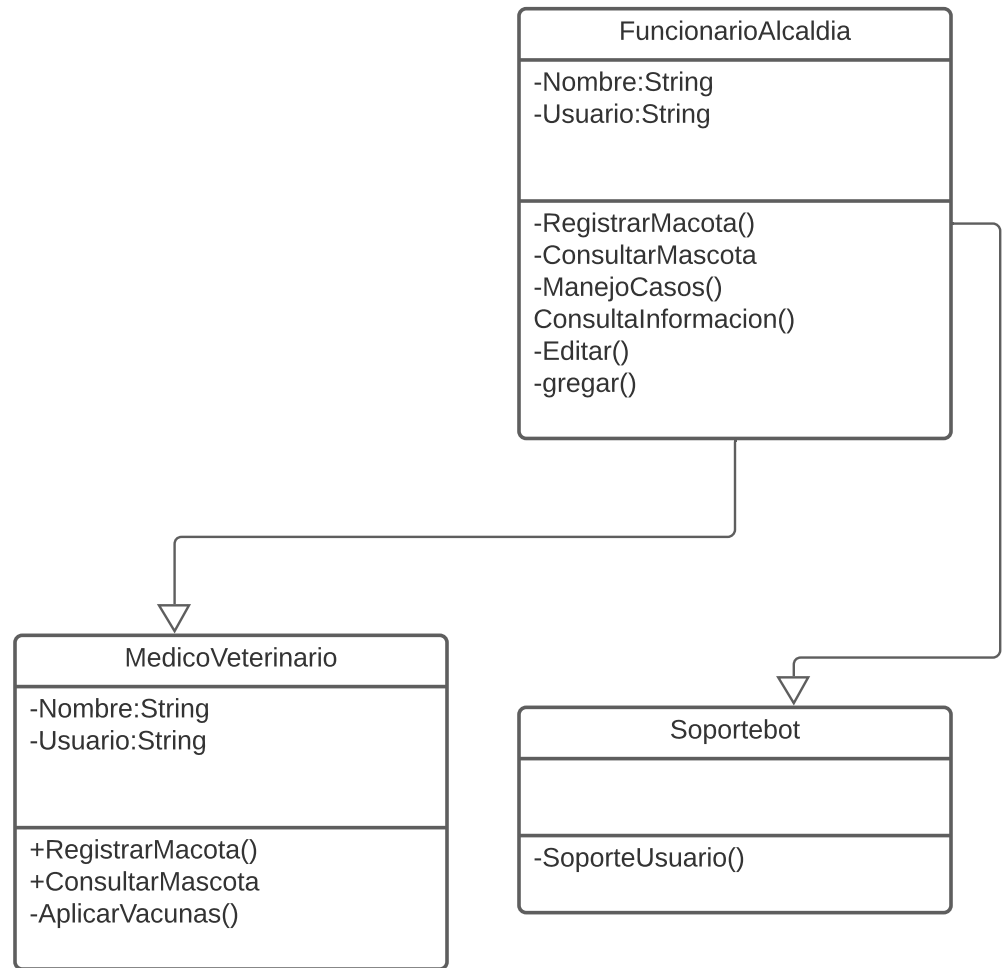 FuncionarioAlcaldia
-Nombre:String
-Usuario:String
-RegistrarMacota()
-ConsultarMascota
-ManejoCasos()
ConsultaInformacion()
-Editar()
-gregar()
MedicoVeterinario
-Nombre:String
-Usuario:String
+RegistrarMacota()
+ConsultarMascota
-AplicarVacunas()
Soportebot
-SoporteUsuario()